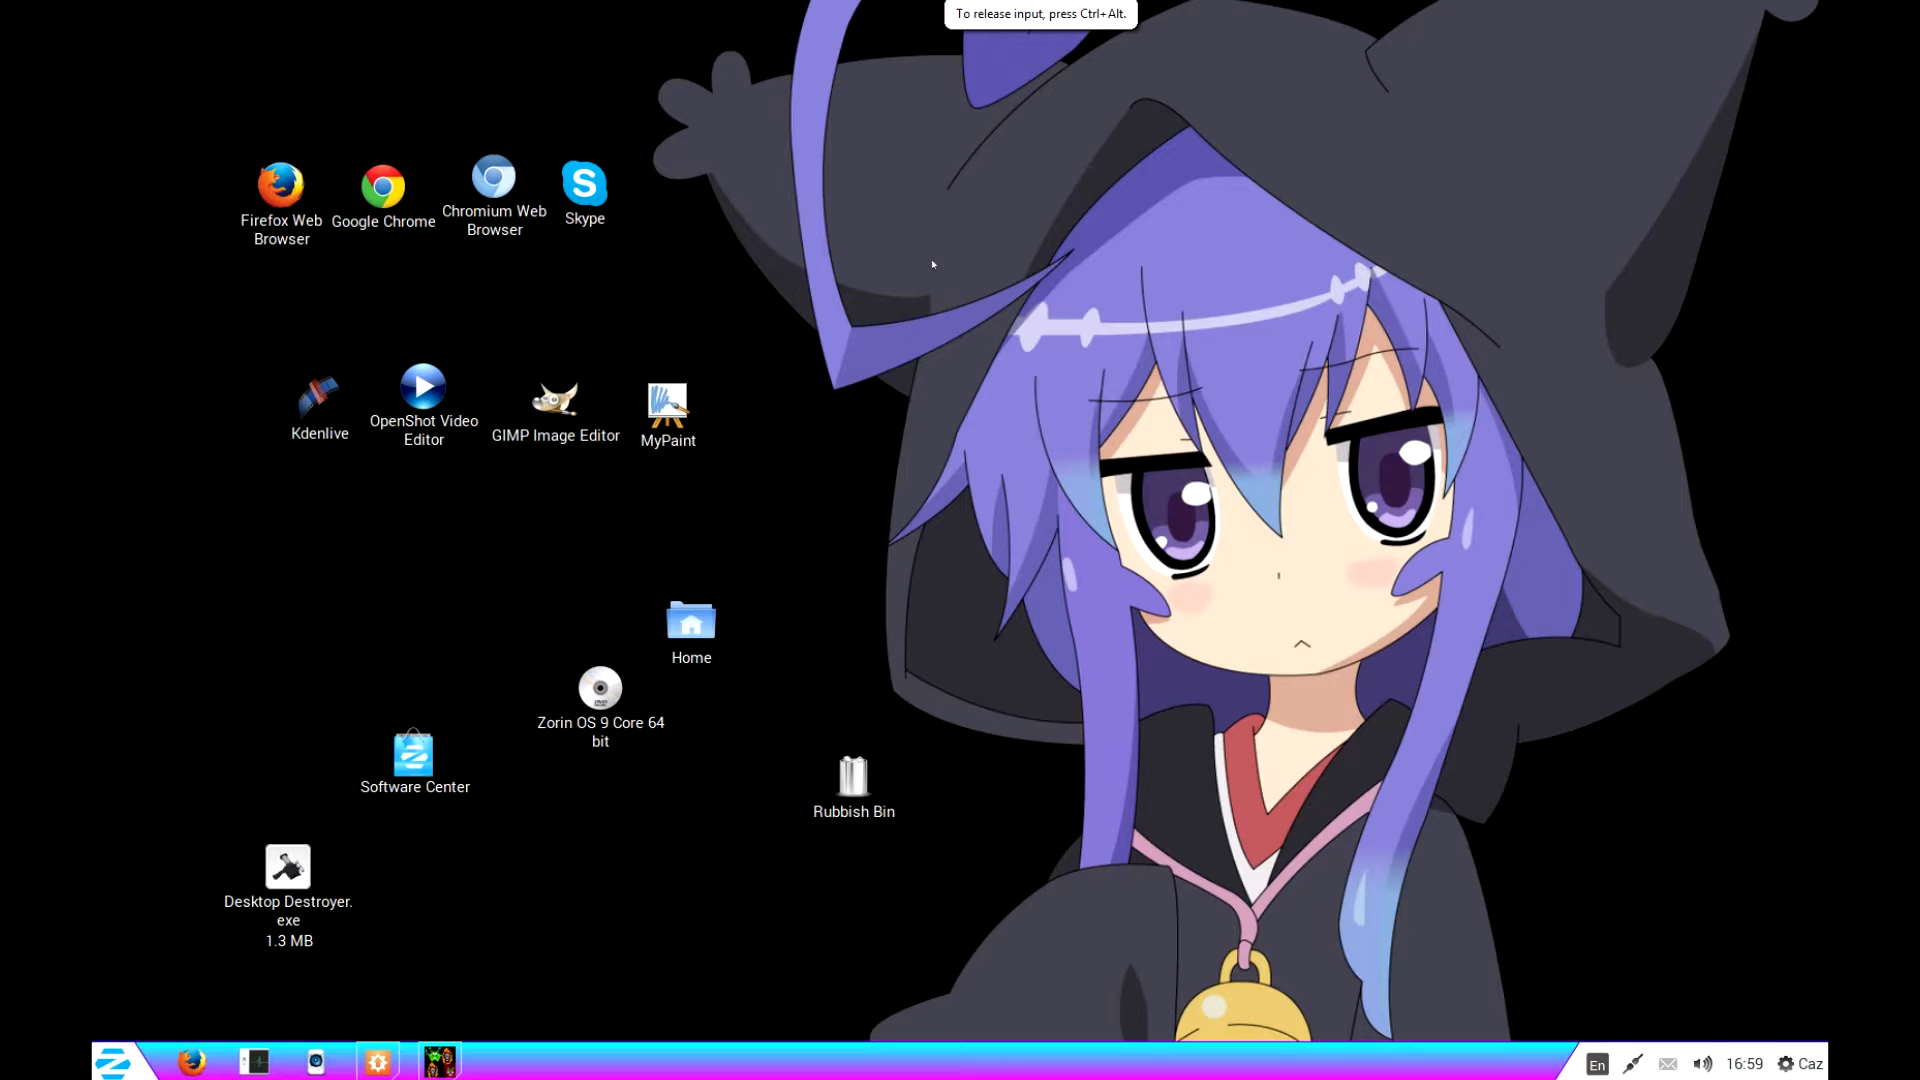 To release input, press Ctrl+Alt.
Firefox Web
Browser
Google Chrome
Chromium Web
Browser
S
Skype
Kdenlive
OpenShot Video
Editor
GIMP Image Editor
MyPaint
Home
Zorin OS 9 Core 64
bit
Software Center
Rubbish Bin
Desktop Destroyer.
exe
1.3 MB
En
16:59
Caz